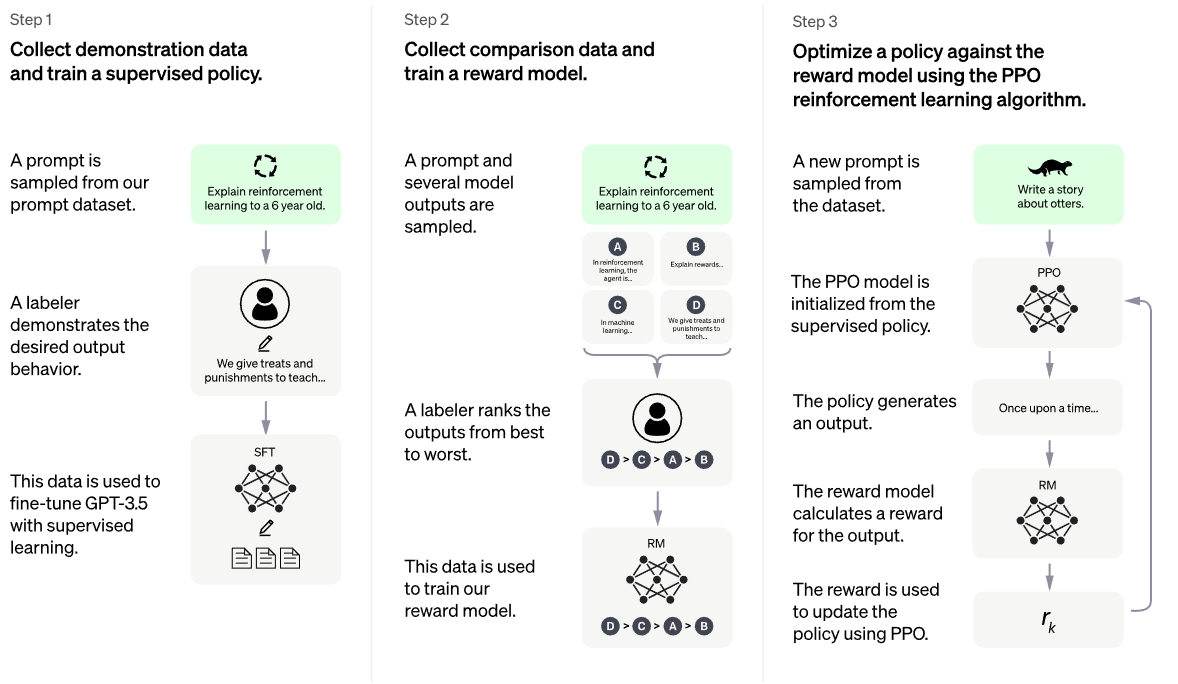 Step 1
Collect demonstration data
and train a supervised policy.
A prompt is
sampled from our
prompt dataset.
Explain reinforcement
learning to a 6 year old.
A labeler
demonstrates the
desired output
behavior.
We give treats and
punishments to teach...
This data is used to
fine-tune GPT-3.5
with supervised
learning.
SFT
Step 2
Collect comparison data and
train a reward model.
A prompt and
several model
outputs are
sampled.
Explain reinforcement
learning to a 6 year old.
A
In reinforcement
learning, the
agent is...
B
Explain rewards...
C
In machine
learning...
D
We give treats and
punishments to
teach...
A labeler ranks the
outputs from best
to worst.
D > C > A > B
This data is used
to train our
reward model.
RM
D > C > A > B
Step 3
Optimize a policy against the
reward model using the PPO
reinforcement learning algorithm.
A new prompt is
sampled from
the dataset.
Write a story
about otters.
The PPO model is
initialized from the
supervised policy.
PPO
The policy generates
an output.
Once upon a time...
The reward model
calculates a reward
for the output.
RM
The reward is used
to update the
policy using PPO.
rk